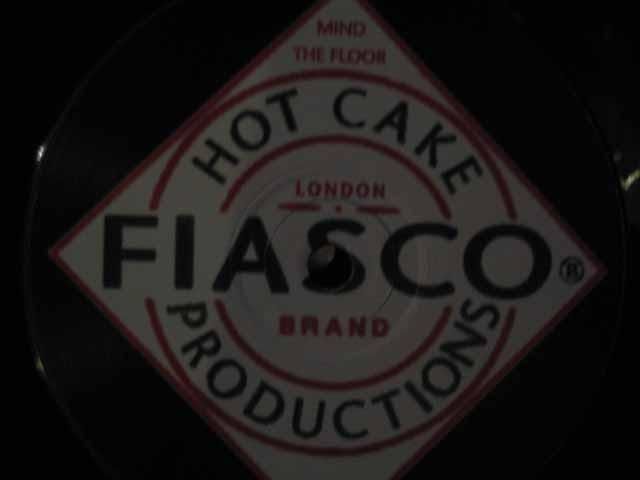 MIND
THE FLOOR
HOT CAKE
LONDON
FIASCO®
BRAND
PRODUCTIONS